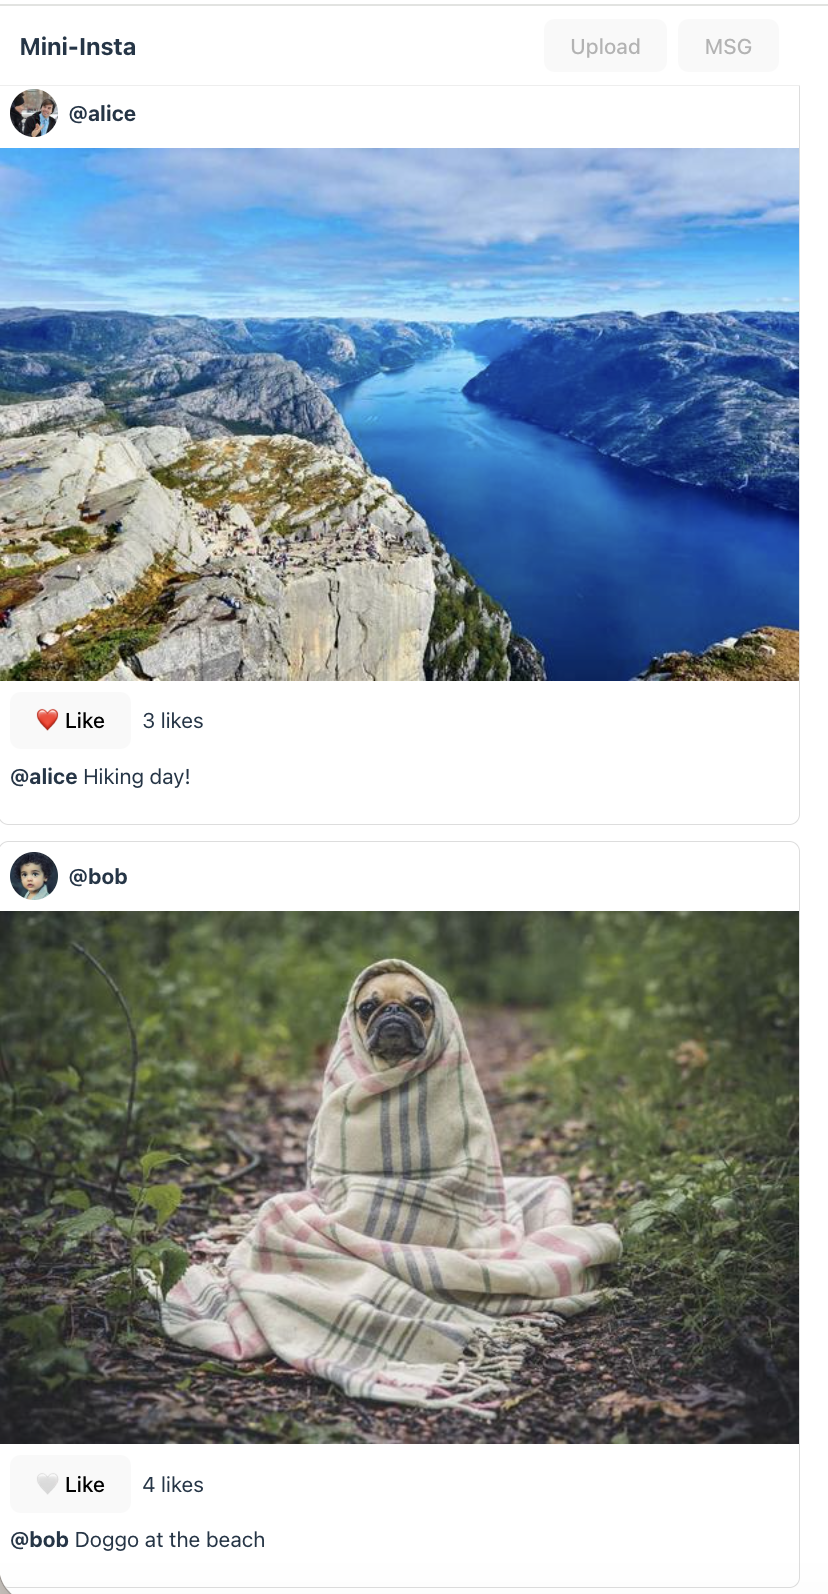 Mini-Insta Upload MSG
@alice
❤️ Like 3 likes
@alice Hiking day!
@bob
🤍 Like 4 likes
@bob Doggo at the beach